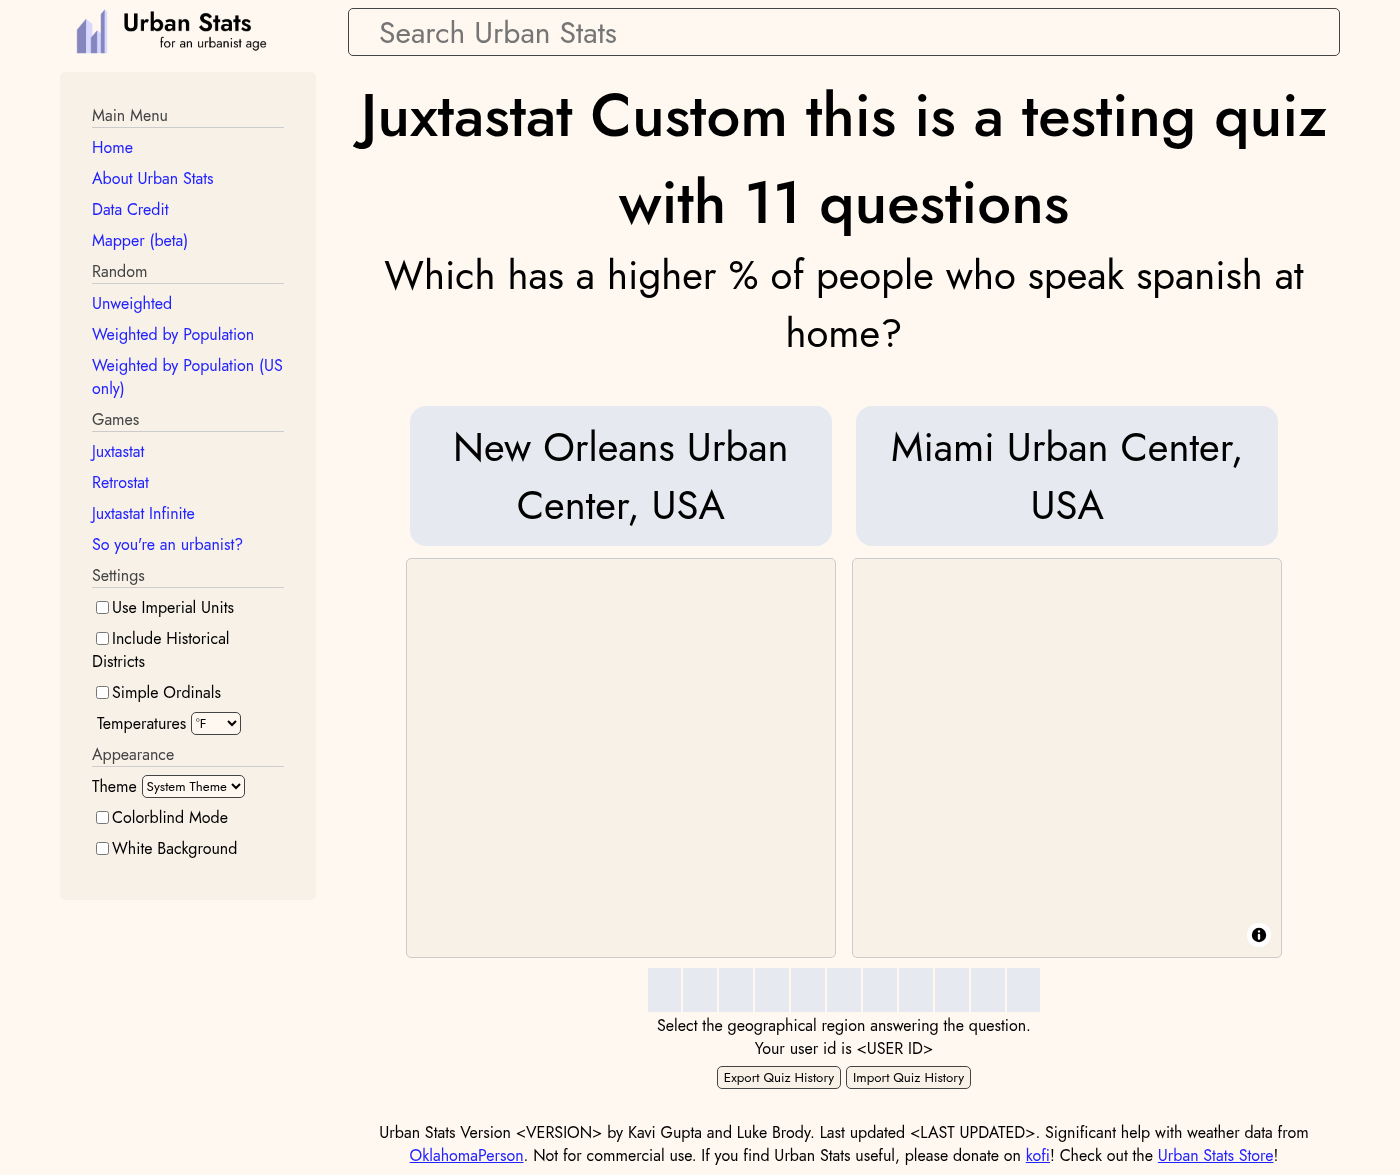 Urban Stats
for an urbanist age
Search Urban Stats
Main Menu
Home
About Urban Stats
Data Credit
Mapper (beta)
Random
Unweighted
Weighted by Population
Weighted by Population (US
only)
Games
Juxtastat
Retrostat
Juxtastat Infinite
So you're an urbanist?
Settings
Use Imperial Units
Include Historical
Districts
Simple Ordinals
Temperatures °F
Appearance
Theme System Theme
Colorblind Mode
White Background
Juxtastat Custom this is a testing quiz
with 11 questions
Which has a higher % of people who speak spanish at
home?
New Orleans Urban
Center, USA
Miami Urban Center,
USA
Select the geographical region answering the question.
Your user id is <USER ID>
Export Quiz History Import Quiz History
Urban Stats Version <VERSION> by Kavi Gupta and Luke Brody. Last updated <LAST UPDATED>. Significant help with weather data from
OklahomaPerson. Not for commercial use. If you find Urban Stats useful, please donate on kofi! Check out the Urban Stats Store!